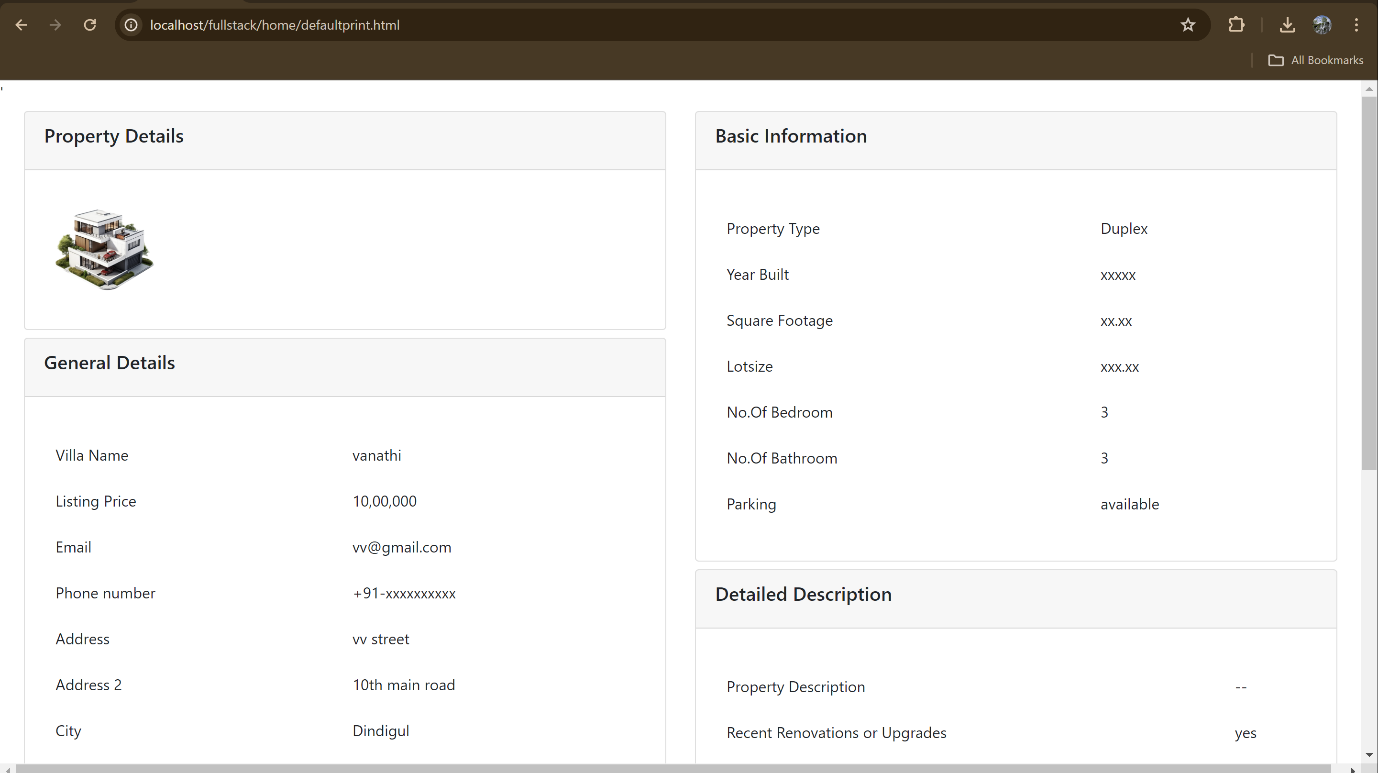 localhost/fullstack/home/defaultprint.html
All Bookmarks
'
Property Details
General Details
Villa Name vanathi
Listing Price 10,00,000
Email vv@gmail.com
Phone number +91-xxxxxxxxxx
Address vv street
Address 2 10th main road
City Dindigul
Basic Information
Property Type Duplex
Year Built xxxxx
Square Footage xx.xx
Lotsize xxx.xx
No.Of Bedroom 3
No.Of Bathroom 3
Parking available
Detailed Description
Property Description --
Recent Renovations or Upgrades yes